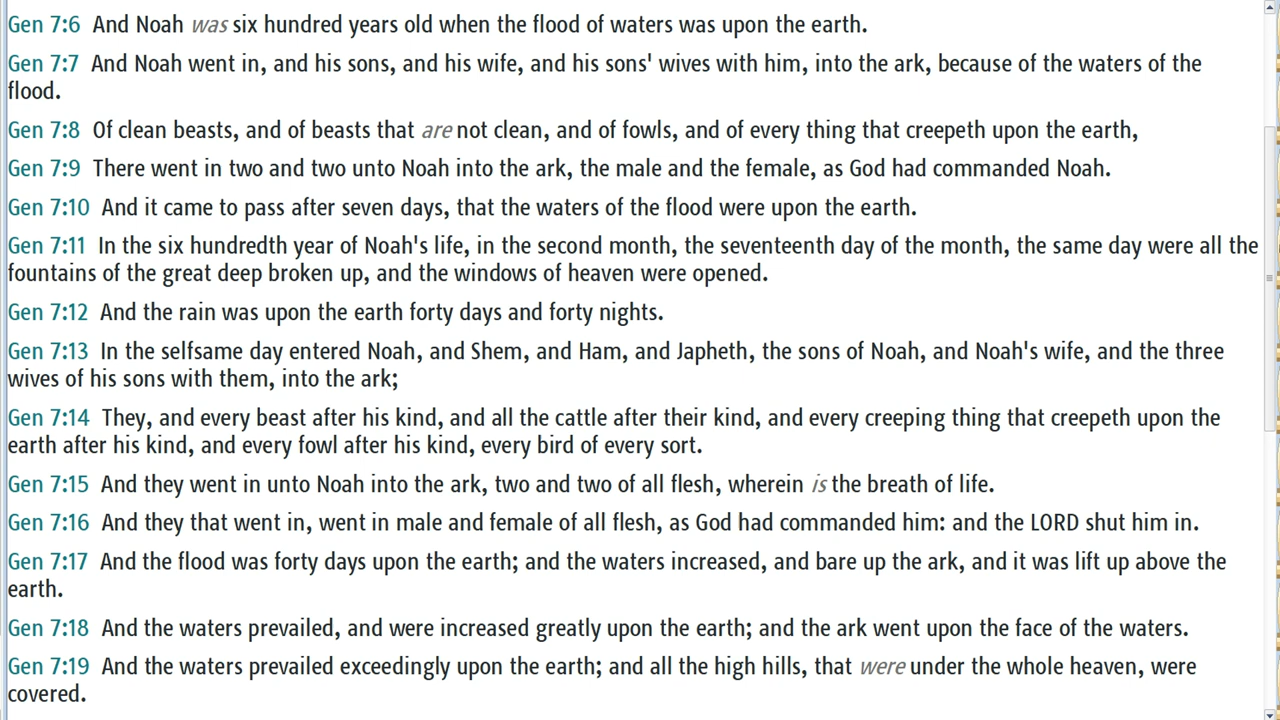 Gen 7:6 And Noah was six hundred years old when the flood of waters was upon the earth.
Gen 7:7 And Noah went in, and his sons, and his wife, and his sons' wives with him, into the ark, because of the waters of the
flood.
Gen 7:8 Of clean beasts, and of beasts that are not clean, and of fowls, and of every thing that creepeth upon the earth,
Gen 7:9 There went in two and two unto Noah into the ark, the male and the female, as God had commanded Noah.
Gen 7:10 And it came to pass after seven days, that the waters of the flood were upon the earth.
Gen 7:11 In the six hundredth year of Noah's life, in the second month, the seventeenth day of the month, the same day were all the
fountains of the great deep broken up, and the windows of heaven were opened.
Gen 7:12 And the rain was upon the earth forty days and forty nights.
Gen 7:13 In the selfsame day entered Noah, and Shem, and Ham, and Japheth, the sons of Noah, and Noah's wife, and the three
wives of his sons with them, into the ark;
Gen 7:14 They, and every beast after his kind, and all the cattle after their kind, and every creeping thing that creepeth upon the
earth after his kind, and every fowl after his kind, every bird of every sort.
Gen 7:15 And they went in unto Noah into the ark, two and two of all flesh, wherein is the breath of life.
Gen 7:16 And they that went in, went in male and female of all flesh, as God had commanded him: and the LORD shut him in.
Gen 7:17 And the flood was forty days upon the earth; and the waters increased, and bare up the ark, and it was lift up above the
earth.
Gen 7:18 And the waters prevailed, and were increased greatly upon the earth; and the ark went upon the face of the waters.
Gen 7:19 And the waters prevailed exceedingly upon the earth; and all the high hills, that were under the whole heaven, were
covered.